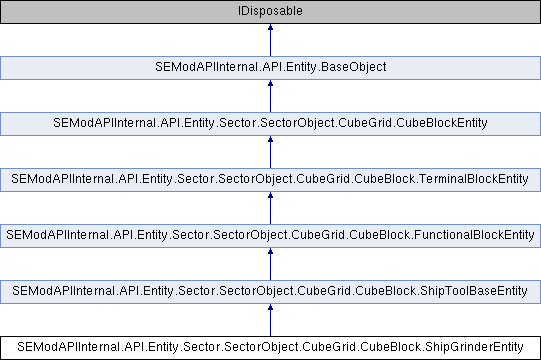 IDisposable
SEModAPIInternal.API.Entity.BaseObject
SEModAPIInternal.API.Entity.Sector.SectorObject.CubeGrid.CubeBlockEntity
SEModAPIInternal.API.Entity.Sector.SectorObject.CubeGrid.CubeBlock.TerminalBlockEntity
SEModAPIInternal.API.Entity.Sector.SectorObject.CubeGrid.CubeBlock.FunctionalBlockEntity
SEModAPIInternal.API.Entity.Sector.SectorObject.CubeGrid.CubeBlock.ShipToolBaseEntity
SEModAPIInternal.API.Entity.Sector.SectorObject.CubeGrid.CubeBlock.ShipGrinderEntity